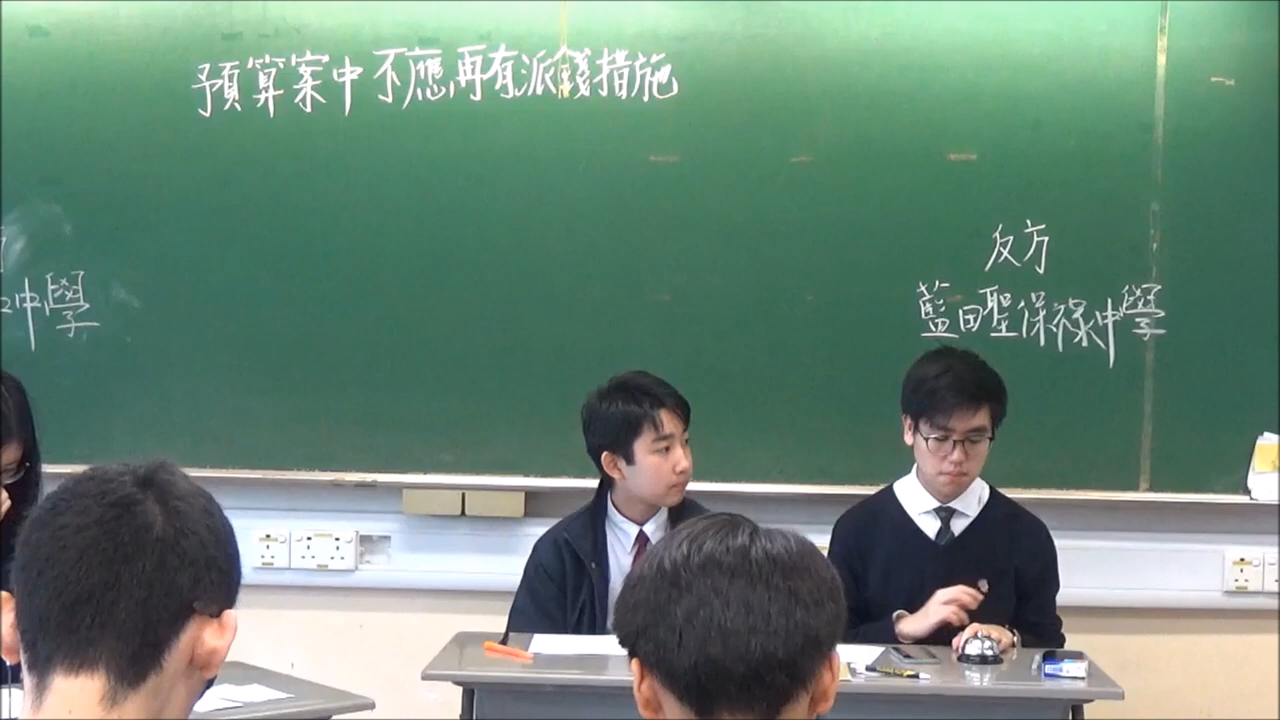 預算案中不應再有派錢措施
反方
藍田聖保祿中學
中學